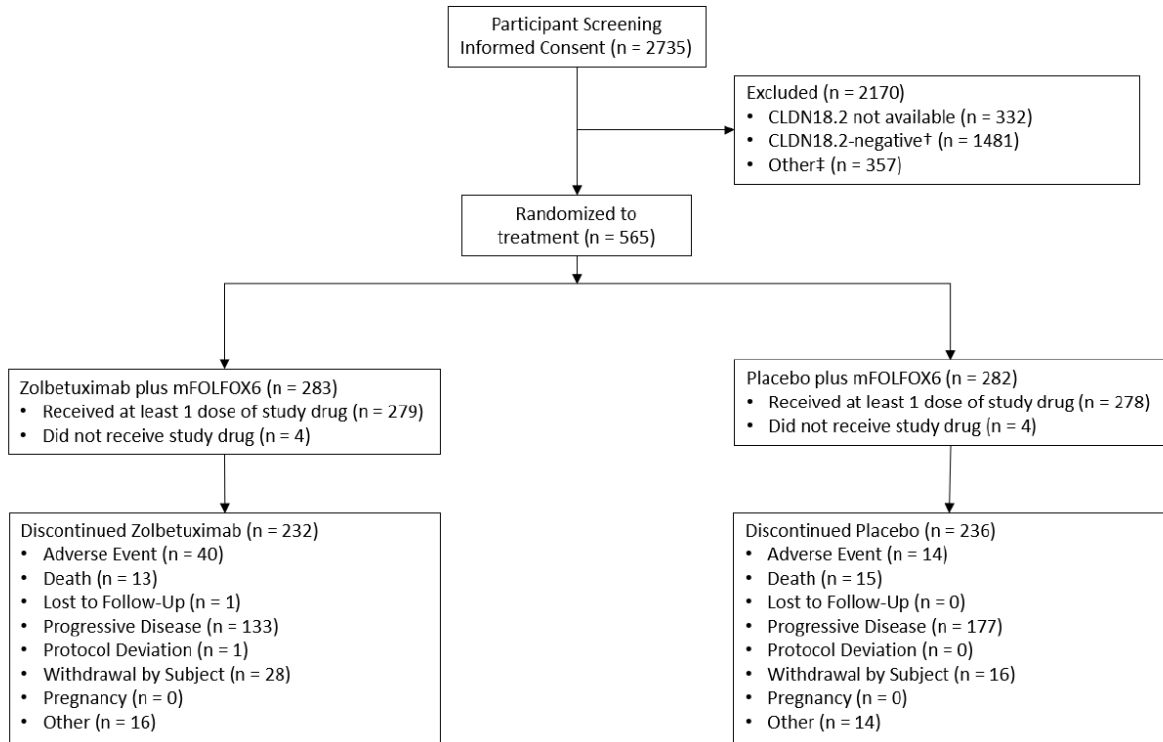 Participant Screening
Informed Consent (n = 2735)
Excluded (n = 2170)
• CLDN18.2 not available (n = 332)
• CLDN18.2-negative† (n = 1481)
• Other‡ (n = 357)
Randomized to
treatment (n = 565)
Zolbetuximab plus mFOLFOX6 (n = 283)
• Received at least 1 dose of study drug (n = 279)
• Did not receive study drug (n = 4)
Placebo plus mFOLFOX6 (n = 282)
• Received at least 1 dose of study drug (n = 278)
• Did not receive study drug (n = 4)
Discontinued Zolbetuximab (n = 232)
• Adverse Event (n = 40)
• Death (n = 13)
• Lost to Follow-Up (n = 1)
• Progressive Disease (n = 133)
• Protocol Deviation (n = 1)
• Withdrawal by Subject (n = 28)
• Pregnancy (n = 0)
• Other (n = 16)
Discontinued Placebo (n = 236)
• Adverse Event (n = 14)
• Death (n = 15)
• Lost to Follow-Up (n = 0)
• Progressive Disease (n = 177)
• Protocol Deviation (n = 0)
• Withdrawal by Subject (n = 16)
• Pregnancy (n = 0)
• Other (n = 14)